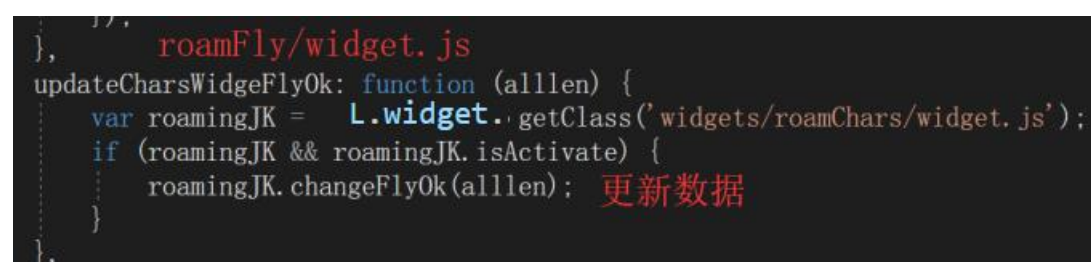 }),
}, roamFly/widget.js
updateCharsWidgeFlyOk: function (alllen) {
var roamingJK = L.widget. getClass('widgets/roamChars/widget.js');
if (roamingJK && roamingJK.isActivate) {
roamingJK.changeFlyOk(alllen); 更新数据
}
},